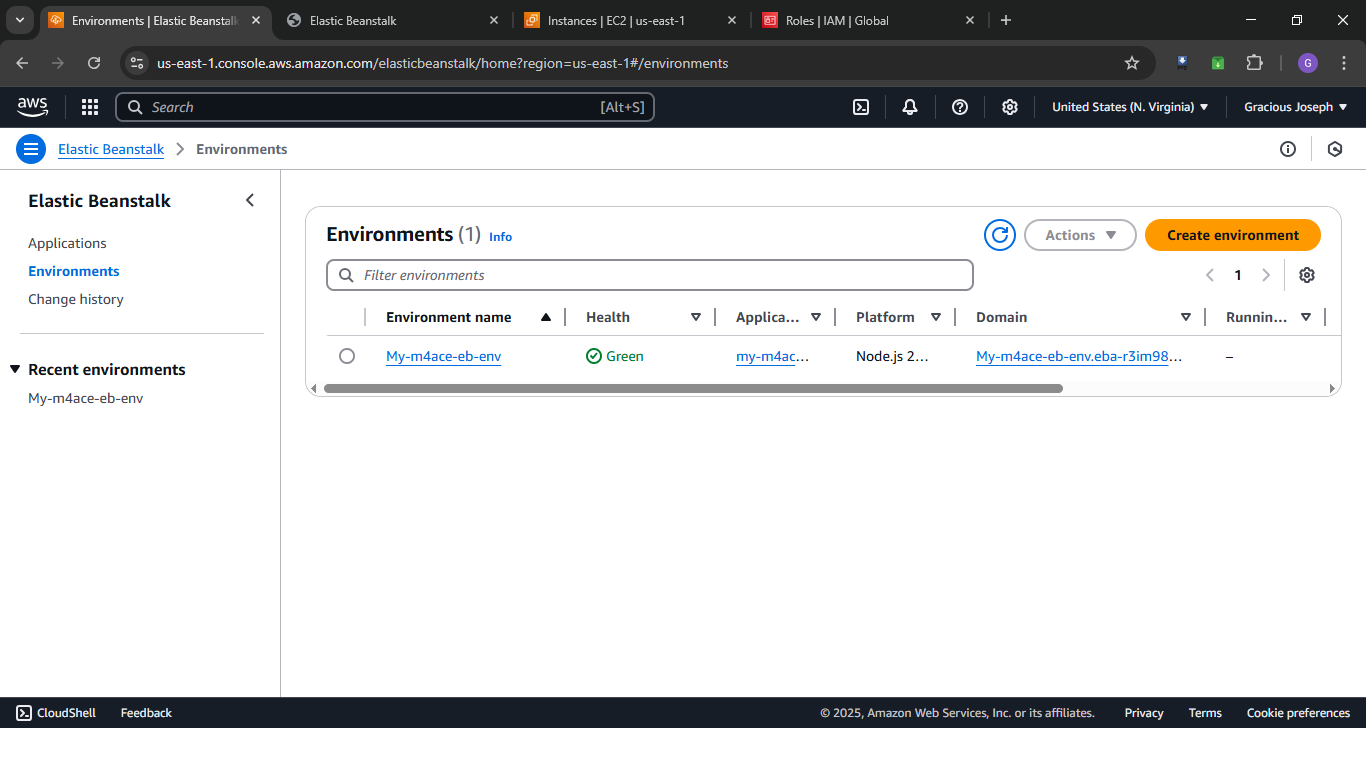 Environments | Elastic Beanstalk
Elastic Beanstalk
Instances | EC2 | us-east-1
Roles | IAM | Global
us-east-1.console.aws.amazon.com/elasticbeanstalk/home?region=us-east-1#/environments
G
aws
Search
[Alt+S]
United States (N. Virginia)
Gracious Joseph
Elastic Beanstalk
Environments
Elastic Beanstalk
Applications
Environments
Change history
Recent environments
My-m4ace-eb-env
Environments (1) Info
Actions
Create environment
Filter environments
1
Environment name Health Applica... Platform Domain Runnin...
My-m4ace-eb-env Green my-m4ac... Node.js 2... My-m4ace-eb-env.eba-r3im98... –
CloudShell Feedback © 2025, Amazon Web Services, Inc. or its affiliates. Privacy Terms Cookie preferences